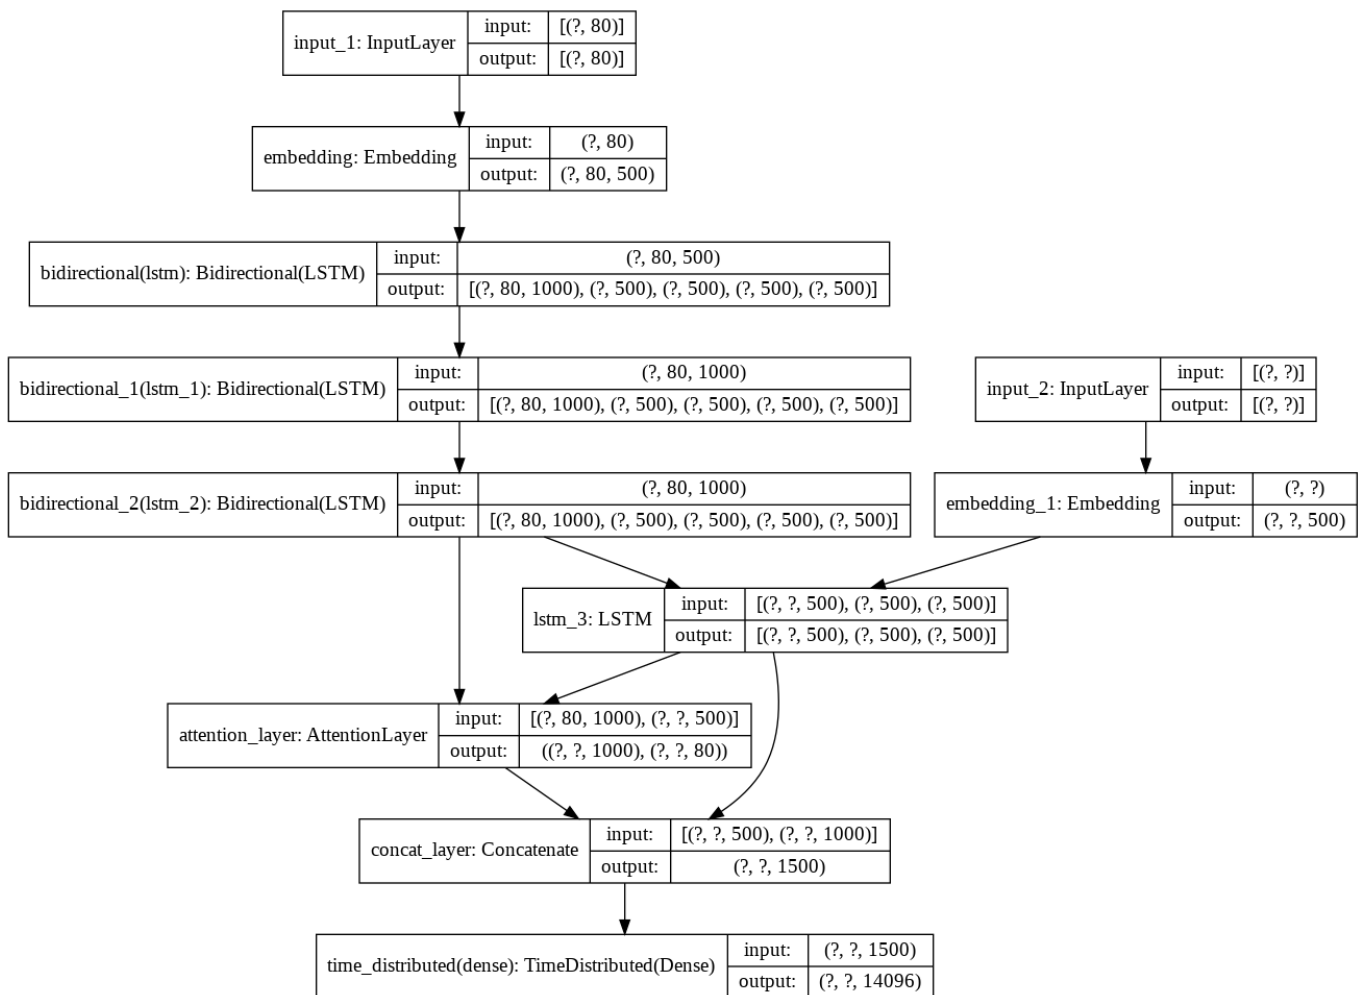 input_1: InputLayer
input: [(?, 80)]
output: [(?, 80)]
embedding: Embedding
input: (?, 80)
output: (?, 80, 500)
bidirectional(lstm): Bidirectional(LSTM)
input: (?, 80, 500)
output: [(?, 80, 1000), (?, 500), (?, 500), (?, 500), (?, 500)]
bidirectional_1(lstm_1): Bidirectional(LSTM)
input: (?, 80, 1000)
output: [(?, 80, 1000), (?, 500), (?, 500), (?, 500), (?, 500)]
input_2: InputLayer
input: [(?, ?)]
output: [(?, ?)]
bidirectional_2(lstm_2): Bidirectional(LSTM)
input: (?, 80, 1000)
output: [(?, 80, 1000), (?, 500), (?, 500), (?, 500), (?, 500)]
embedding_1: Embedding
input: (?, ?)
output: (?, ?, 500)
lstm_3: LSTM
input: [(?, ?, 500), (?, 500), (?, 500)]
output: [(?, ?, 500), (?, 500), (?, 500)]
attention_layer: AttentionLayer
input: [(?, 80, 1000), (?, ?, 500)]
output: ((?, ?, 1000), (?, ?, 80))
concat_layer: Concatenate
input: [(?, ?, 500), (?, ?, 1000)]
output: (?, ?, 1500)
time_distributed(dense): TimeDistributed(Dense)
input: (?, ?, 1500)
output: (?, ?, 14096)